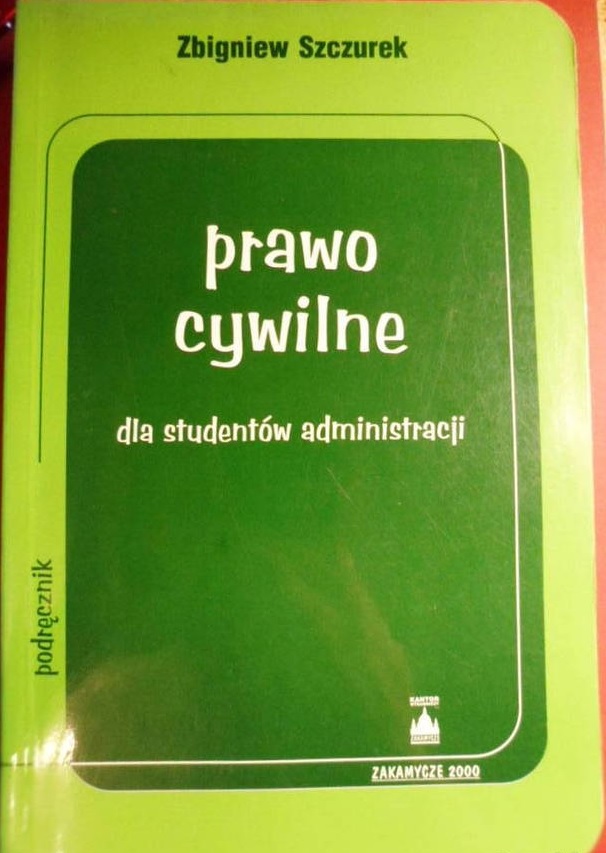 Zbigniew Szczurek
prawo
cywilne
dla studentów administracji
podręcznik
KANTOR
WYDAWNICZY
ZAKAMYCZE
ZAKAMYCZE 2000